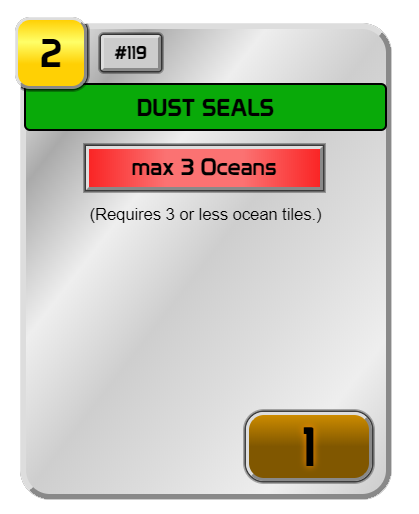 2
#119
DUST SEALS
max 3 Oceans
(Requires 3 or less ocean tiles.)
1